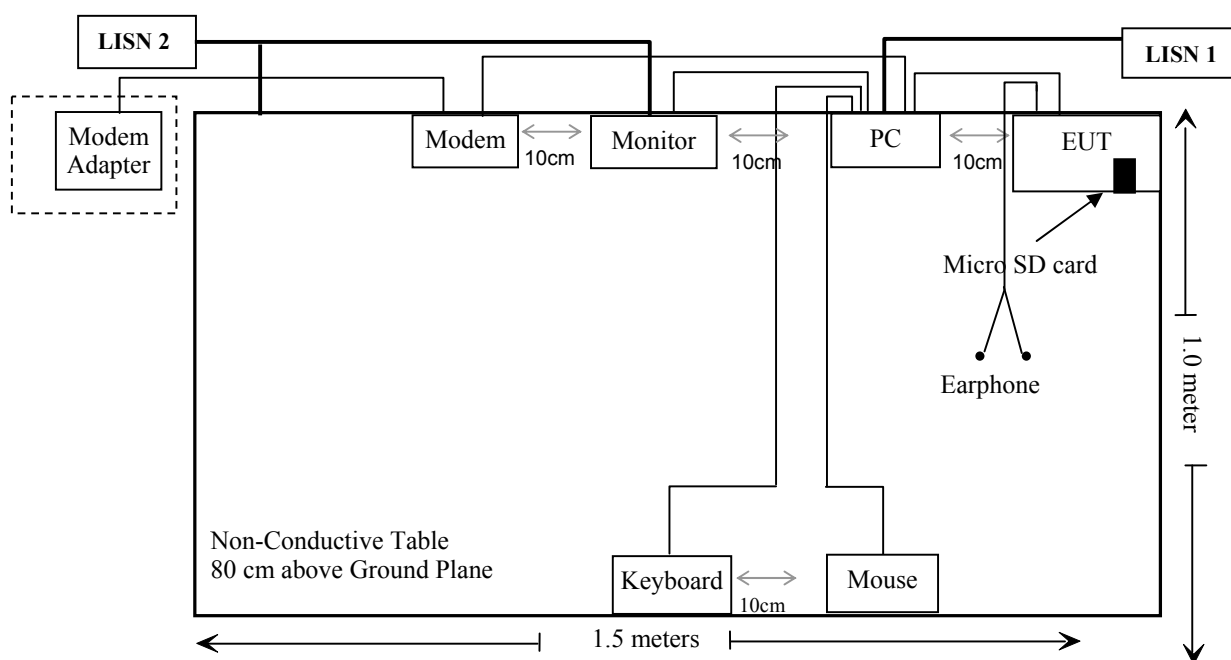 LISN 2
LISN 1
Modem
Adapter
Modem
10cm
Monitor
10cm
PC
10cm
EUT
Micro SD card
Earphone
1.0 meter
Non-Conductive Table
80 cm above Ground Plane
Keyboard
10cm
Mouse
1.5 meters